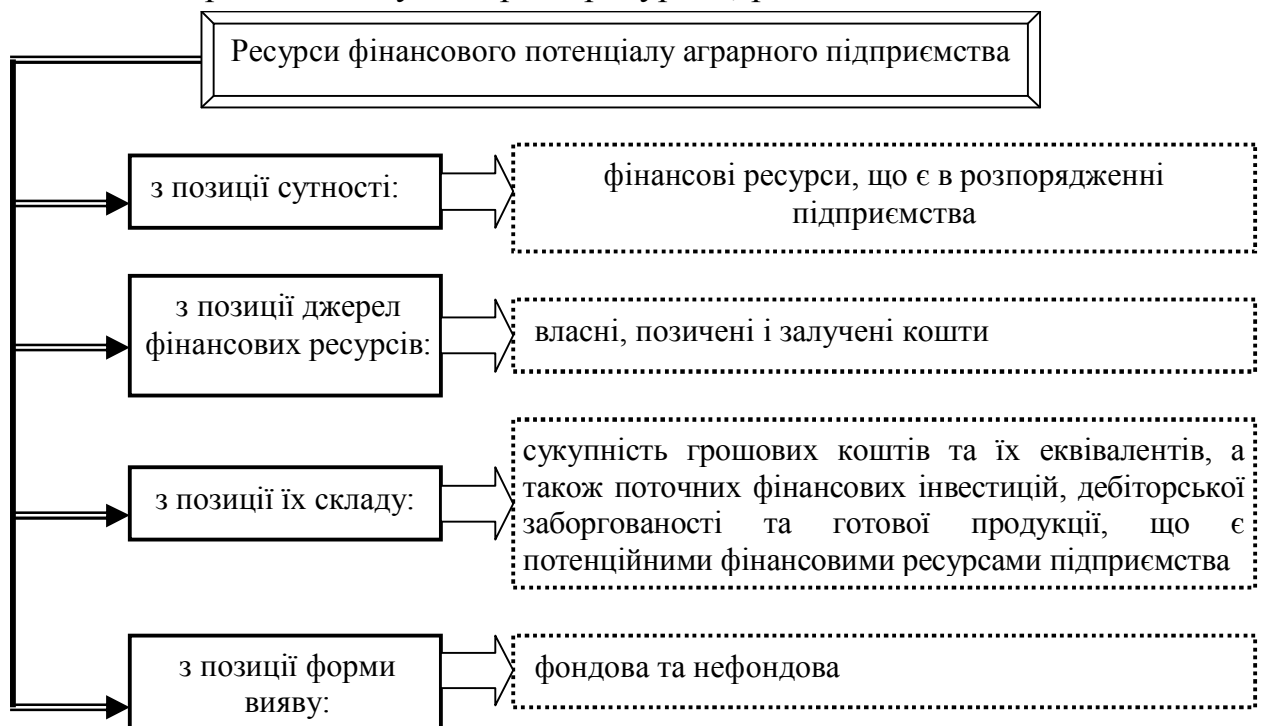 Ресурси фінансового потенціалу аграрного підприємства
з позиції сутності:
фінансові ресурси, що є в розпорядженні
підприємства
з позиції джерел
фінансових ресурсів:
власні, позичені і залучені кошти
з позиції їх складу:
сукупність грошових коштів та їх еквівалентів, а
також поточних фінансових інвестицій, дебіторської
заборгованості та готової продукції, що є
потенційними фінансовими ресурсами підприємства
з позиції форми
вияву:
фондова та нефондова